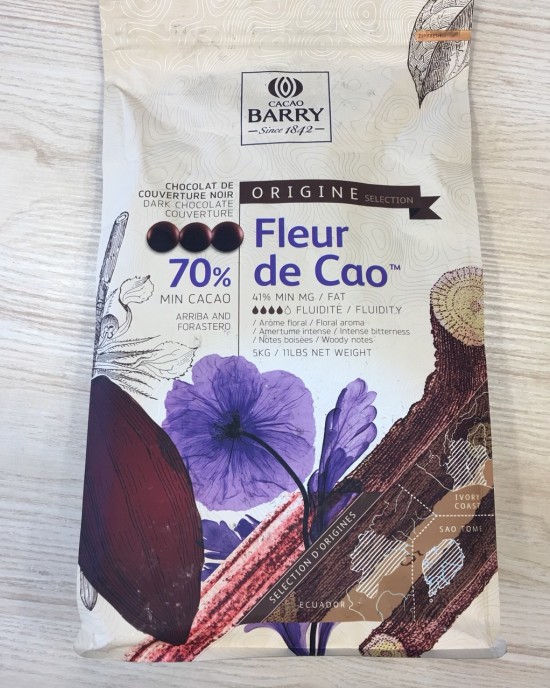 CACAO
BARRY
Since 1842
CHOCOLAT DE
COUVERTURE NOIR
DARK CHOCOLATE
COUVERTURE
70%
MIN CACAO
ARRIBA AND
FORASTERO
ORIGINE SELECTION
Fleur
de Cao™
41% MIN MG / FAT
FLUIDITÉ / FLUIDITY
/ Arôme floral / Floral aroma
/ Amertume intense / Intense bitterness
/ Notes boisées / Woody notes
5KG / 11LBS NET WEIGHT
IVORY
COAST
SAO TOME
SELECTION D'ORIGINES
ECUADOR